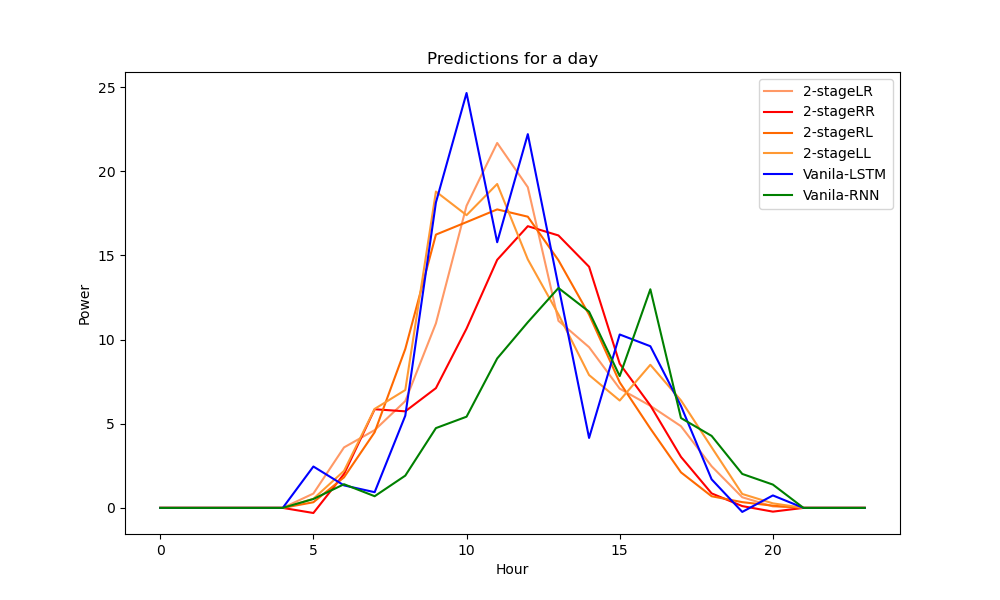 Predictions for a day
25
20
15
10
5
0
Power
0 5 10 15 20
Hour
2-stageLR
2-stageRR
2-stageRL
2-stageLL
Vanila-LSTM
Vanila-RNN